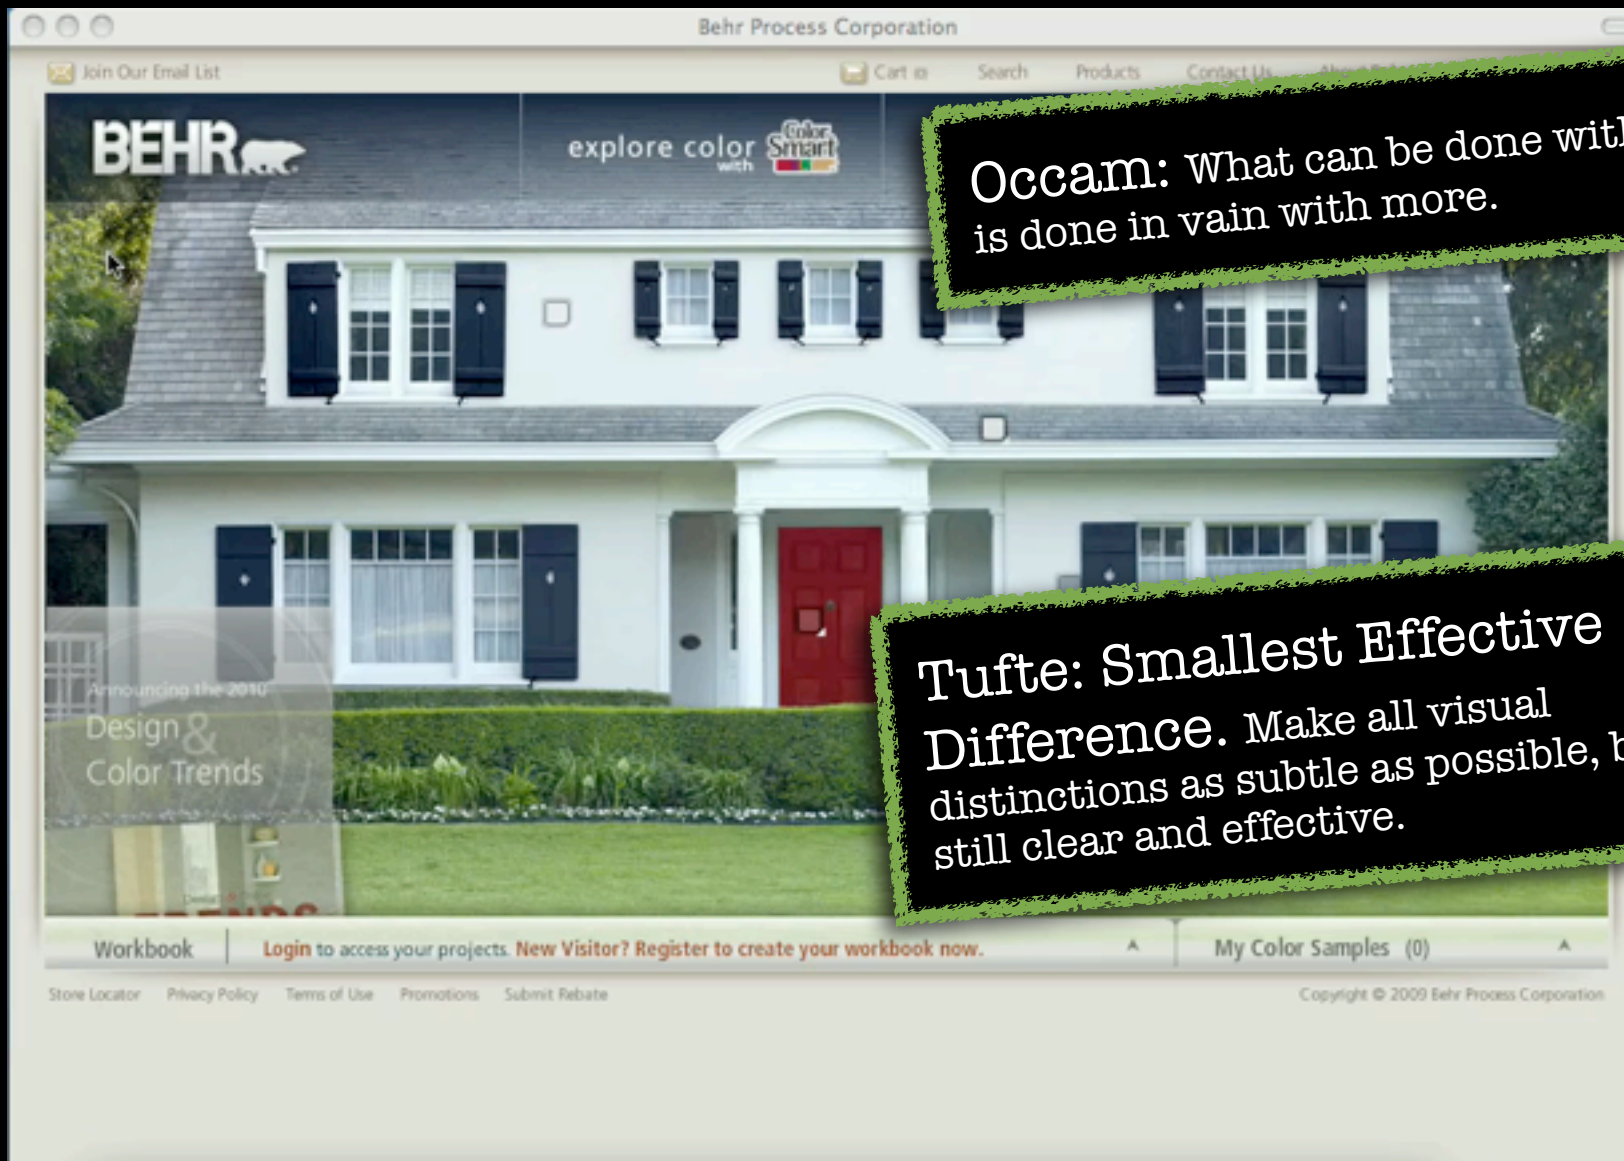 Behr Process Corporation
Join Our Email List
Cart (0) Search Products Contact Us
BEHR
explore color with Color Smart
Occam: What can be done with
is done in vain with more.
Tufte: Smallest Effective
Difference. Make all visual
distinctions as subtle as possible, b
still clear and effective.
Announcing the 2010
Design &
Color Trends
TRENDS
Workbook Login to access your projects. New Visitor? Register to create your workbook now. My Color Samples (0)
Store Locator Privacy Policy Terms of Use Promotions Submit Rebate Copyright © 2009 Behr Process Corporation